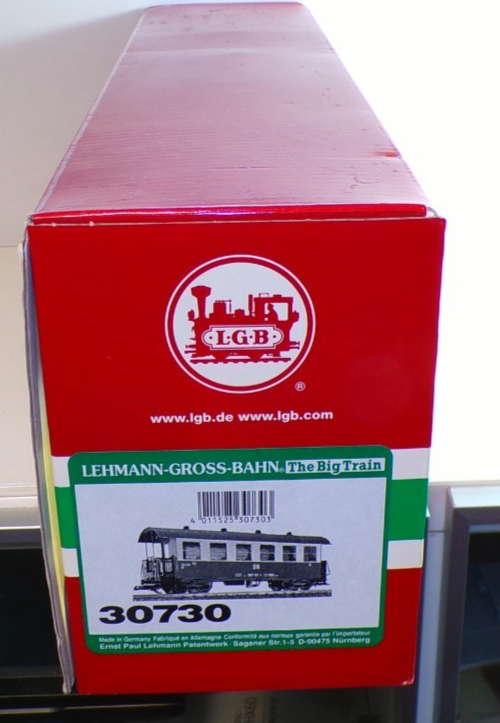 L·G·B
®
www.lgb.de www.lgb.com
LEHMANN-GROSS-BAHN® The Big Train
4 011525 307303
30730
Made in Germany Fabriqué en Allemagne Conformité aux normes garantie par l'importateur
Ernst Paul Lehmann Patentwerk · Saganer Str.1-5 D-90475 Nürnberg